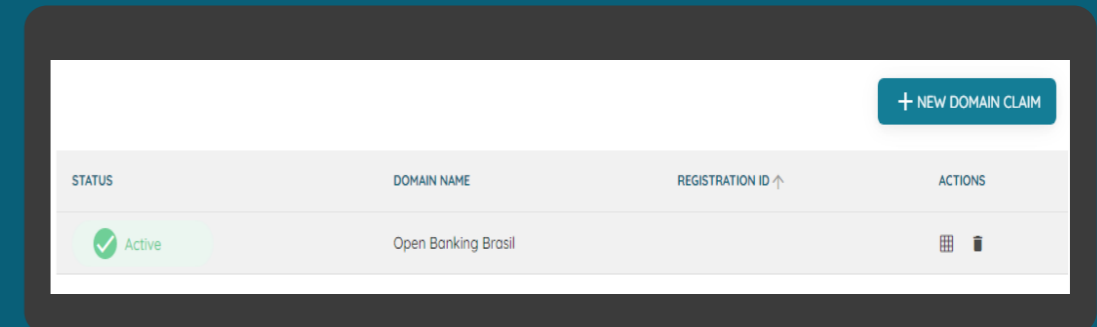 + NEW DOMAIN CLAIM
STATUS DOMAIN NAME REGISTRATION ID ↑ ACTIONS
Active Open Banking Brasil